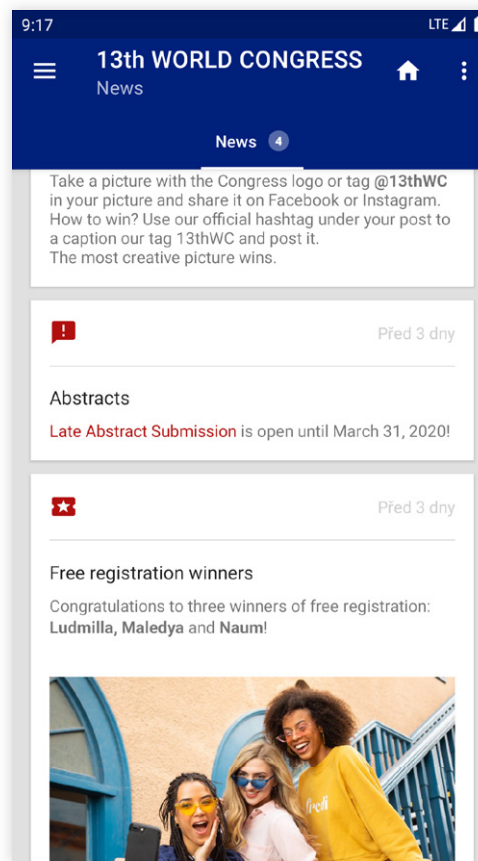 9:17
LTE
13th WORLD CONGRESS
News
News 4
Take a picture with the Congress logo or tag @13thWC
in your picture and share it on Facebook or Instagram.
How to win? Use our official hashtag under your post to
a caption our tag 13thWC and post it.
The most creative picture wins.
Před 3 dny
Abstracts
Late Abstract Submission is open until March 31, 2020!
Před 3 dny
Free registration winners
Congratulations to three winners of free registration:
Ludmilla, Maledya and Naum!